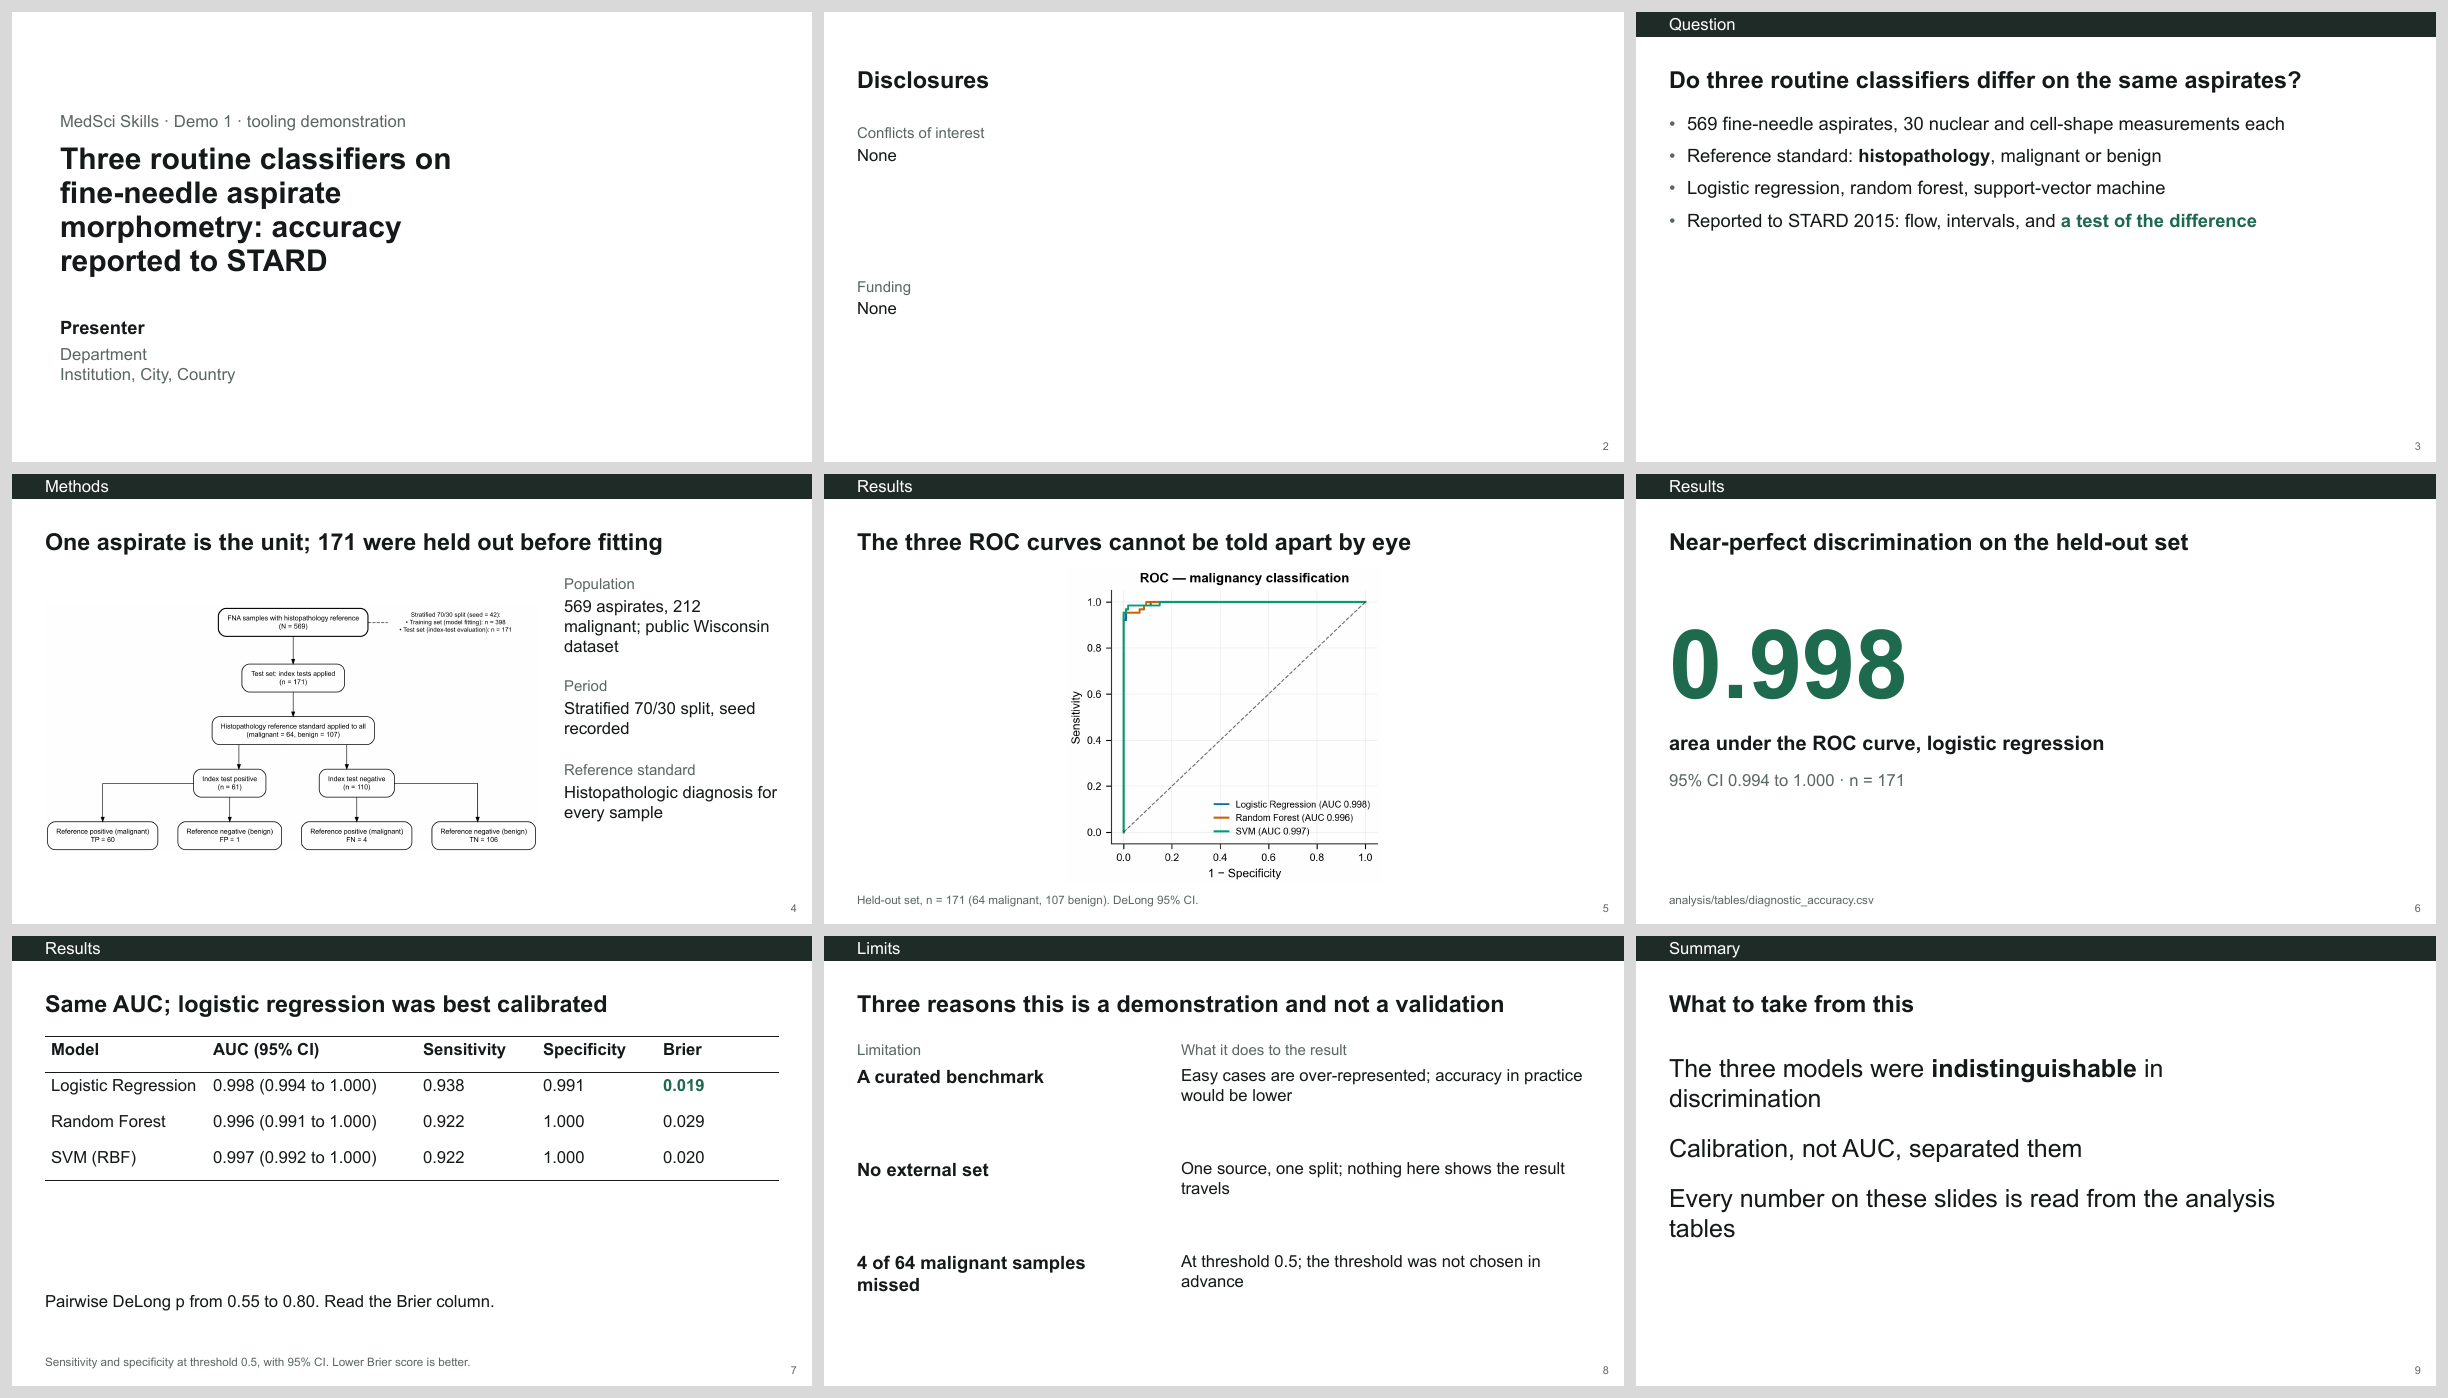 MedSci Skills · Demo 1 · tooling demonstration
Three routine classifiers on
fine-needle aspirate
morphometry: accuracy
reported to STARD
Presenter
Department
Institution, City, Country
Disclosures
Conflicts of interest
None
Funding
None
2
Question
Do three routine classifiers differ on the same aspirates?
• 569 fine-needle aspirates, 30 nuclear and cell-shape measurements each
• Reference standard: histopathology, malignant or benign
• Logistic regression, random forest, support-vector machine
• Reported to STARD 2015: flow, intervals, and a test of the difference
3
Methods
One aspirate is the unit; 171 were held out before fitting
FNA samples with histopathology reference
(N = 569)
Stratified 70/30 split (seed = 42):
• Training set (model fitting): n = 398
• Test set (index-test evaluation): n = 171
Test set: index tests applied
(n = 171)
Histopathology reference standard applied to all
(malignant = 64, benign = 107)
Index test positive
(n = 61)
Index test negative
(n = 110)
Reference positive (malignant)
TP = 60
Reference negative (benign)
FP = 1
Reference positive (malignant)
FN = 4
Reference negative (benign)
TN = 106
Population
569 aspirates, 212
malignant; public Wisconsin
dataset
Period
Stratified 70/30 split, seed
recorded
Reference standard
Histopathologic diagnosis for
every sample
4
Results
The three ROC curves cannot be told apart by eye
ROC — malignancy classification
Sensitivity
1.0
0.8
0.6
0.4
0.2
0.0
Logistic Regression (AUC 0.998)
Random Forest (AUC 0.996)
SVM (AUC 0.997)
0.0 0.2 0.4 0.6 0.8 1.0
1 − Specificity
Held-out set, n = 171 (64 malignant, 107 benign). DeLong 95% CI.
5
Results
Near-perfect discrimination on the held-out set
0.998
area under the ROC curve, logistic regression
95% CI 0.994 to 1.000 · n = 171
analysis/tables/diagnostic_accuracy.csv
6
Results
Same AUC; logistic regression was best calibrated
Model AUC (95% CI) Sensitivity Specificity Brier
Logistic Regression 0.998 (0.994 to 1.000) 0.938 0.991 0.019
Random Forest 0.996 (0.991 to 1.000) 0.922 1.000 0.029
SVM (RBF) 0.997 (0.992 to 1.000) 0.922 1.000 0.020
Pairwise DeLong p from 0.55 to 0.80. Read the Brier column.
Sensitivity and specificity at threshold 0.5, with 95% CI. Lower Brier score is better.
7
Limits
Three reasons this is a demonstration and not a validation
Limitation
What it does to the result
A curated benchmark
Easy cases are over-represented; accuracy in practice
would be lower
No external set
One source, one split; nothing here shows the result
travels
4 of 64 malignant samples
missed
At threshold 0.5; the threshold was not chosen in
advance
8
Summary
What to take from this
The three models were indistinguishable in
discrimination
Calibration, not AUC, separated them
Every number on these slides is read from the analysis
tables
9